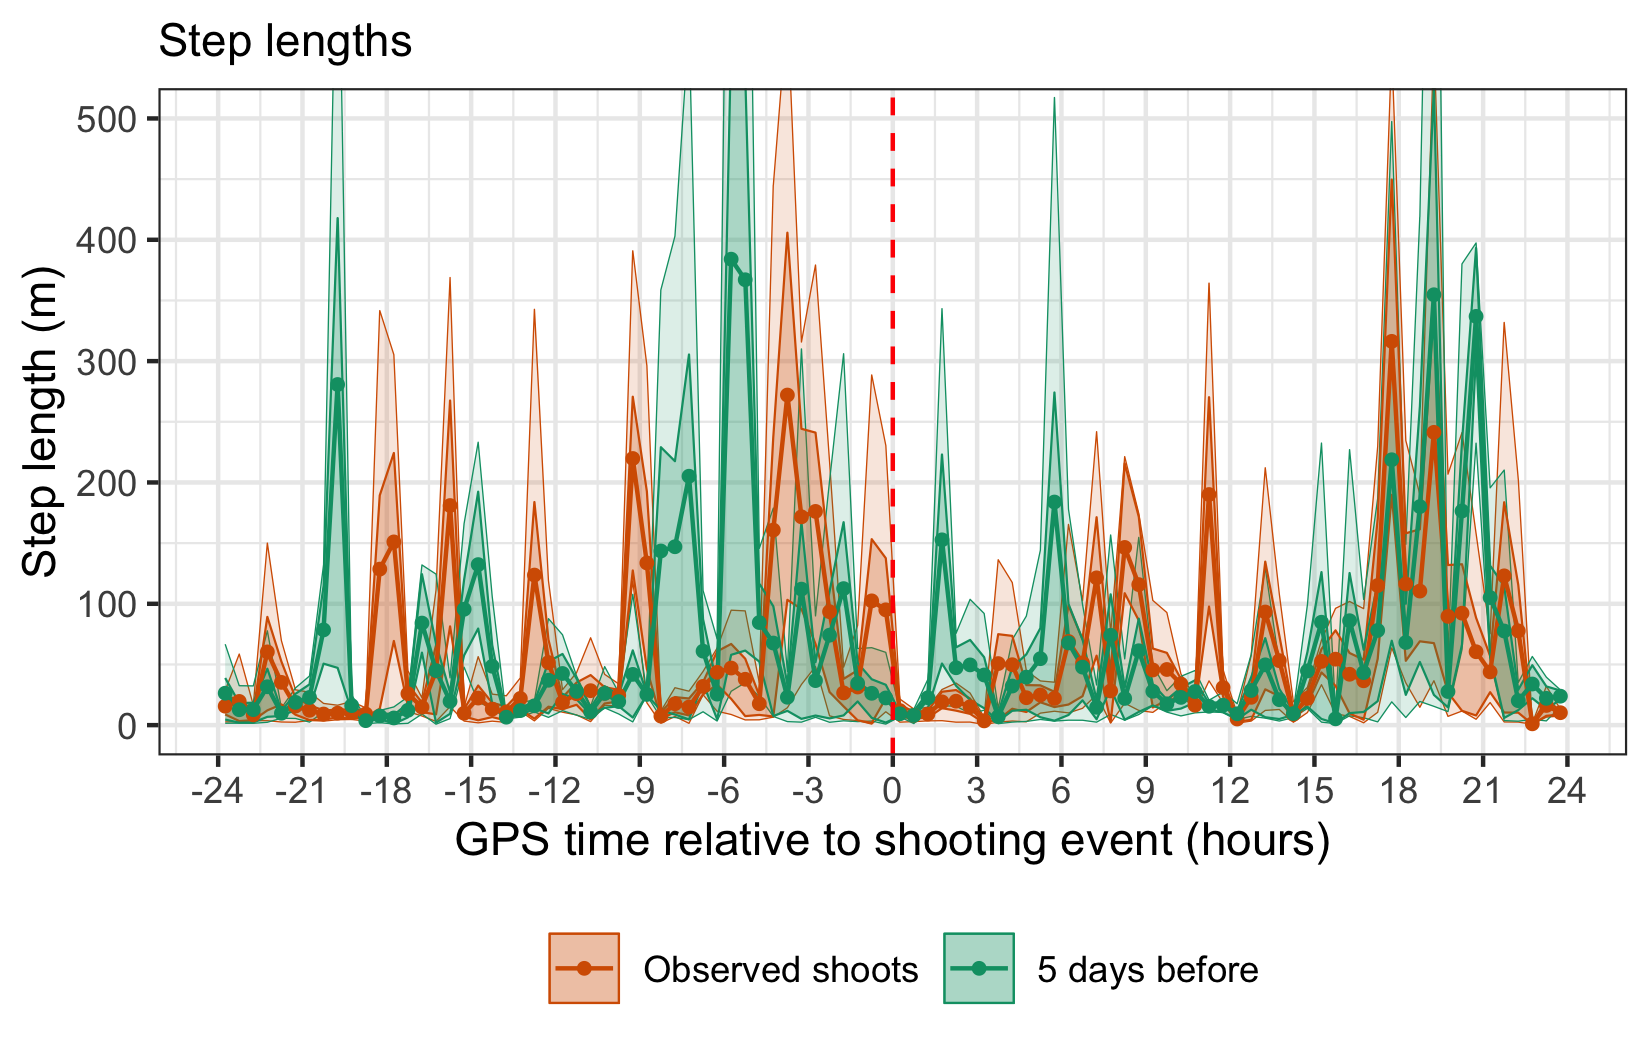 Step lengths
Step length (m)
500
400
300
200
100
0
-24 -21 -18 -15 -12 -9 -6 -3 0 3 6 9 12 15 18 21 24
GPS time relative to shooting event (hours)
Observed shoots 5 days before